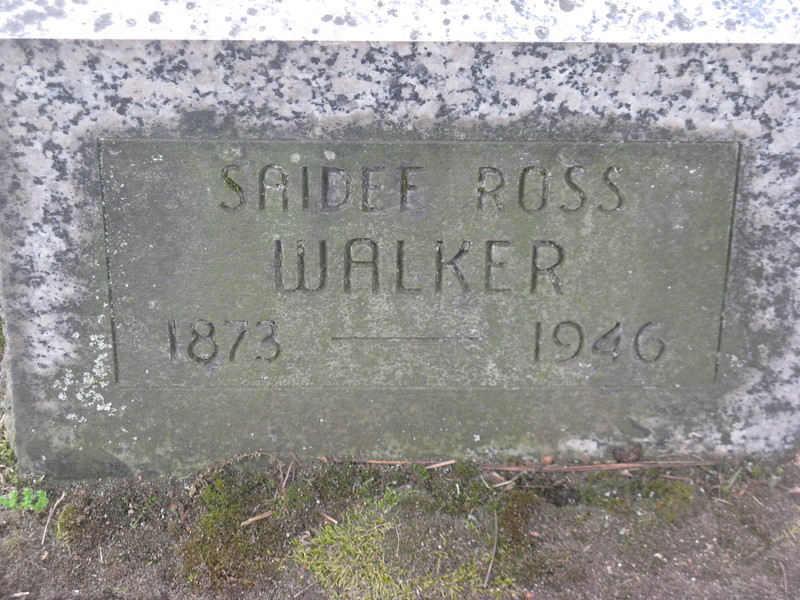 SAIDEE ROSS
WALKER
1873 — 1946